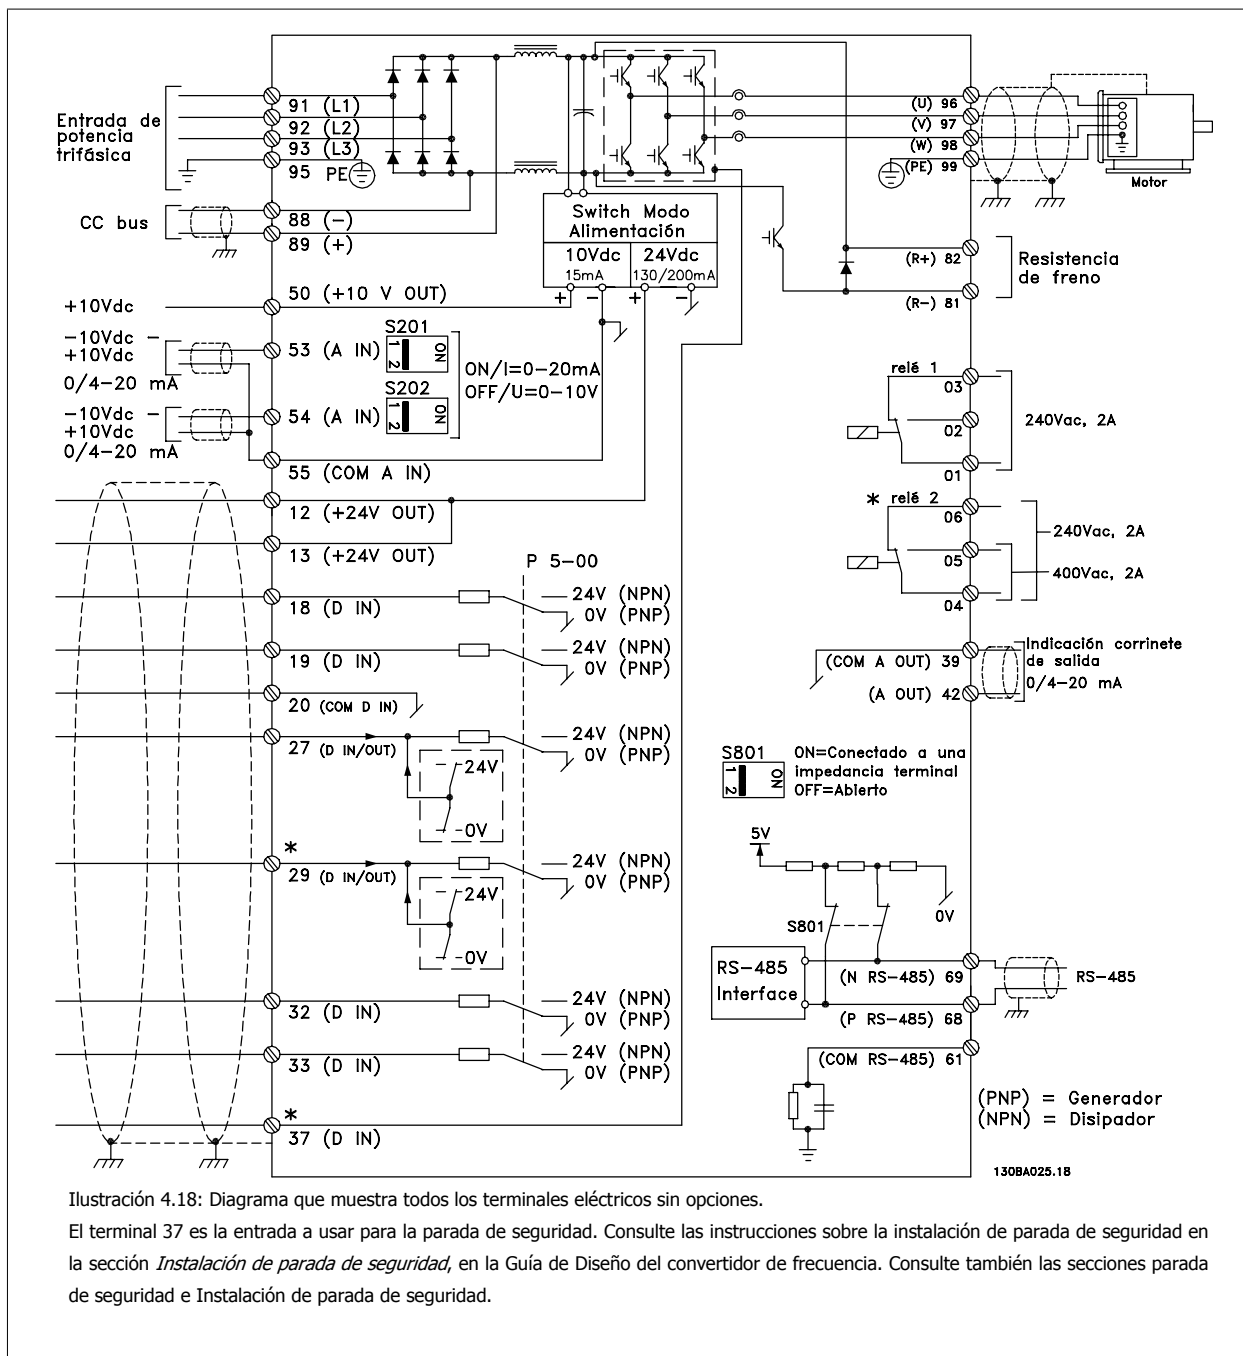 Entrada de
potencia
trifásica
91 (L1)
92 (L2)
93 (L3)
95 PE
CC bus
88 (−)
89 (+)
+10Vdc
50 (+10 V OUT)
−10Vdc −
+10Vdc
0/4−20 mA
53 (A IN)
S201
1 2
ON
ON/I=0−20mA
OFF/U=0−10V
−10Vdc −
+10Vdc
0/4−20 mA
54 (A IN)
S202
1 2
ON
55 (COM A IN)
12 (+24V OUT)
13 (+24V OUT)
P 5-00
18 (D IN)
24V (NPN)
0V (PNP)
19 (D IN)
24V (NPN)
0V (PNP)
20 (COM D IN)
27 (D IN/OUT)
24V (NPN)
0V (PNP)
24V
0V
*
29 (D IN/OUT)
24V (NPN)
0V (PNP)
24V
0V
32 (D IN)
24V (NPN)
0V (PNP)
33 (D IN)
24V (NPN)
0V (PNP)
*
37 (D IN)
Switch Modo
Alimentación
10Vdc
15mA
24Vdc
130/200mA
+ − + −
(U) 96
(V) 97
(W) 98
(PE) 99
Motor
(R+) 82
(R−) 81
Resistencia
de freno
relé 1
03
02
01
240Vac, 2A
* relé 2
06
05
04
240Vac, 2A
400Vac, 2A
(COM A OUT) 39
(A OUT) 42
Indicación corrinete
de salida
0/4−20 mA
S801
1 2
ON
ON=Conectado a una
impedancia terminal
OFF=Abierto
5V
0V
S801
RS-485
Interface
(N RS-485) 69
(P RS-485) 68
(COM RS-485) 61
RS-485
(PNP) = Generador
(NPN) = Disipador
130BA025.18
Ilustración 4.18: Diagrama que muestra todos los terminales eléctricos sin opciones.
El terminal 37 es la entrada a usar para la parada de seguridad. Consulte las instrucciones sobre la instalación de parada de seguridad en
la sección Instalación de parada de seguridad, en la Guía de Diseño del convertidor de frecuencia. Consulte también las secciones parada
de seguridad e Instalación de parada de seguridad.